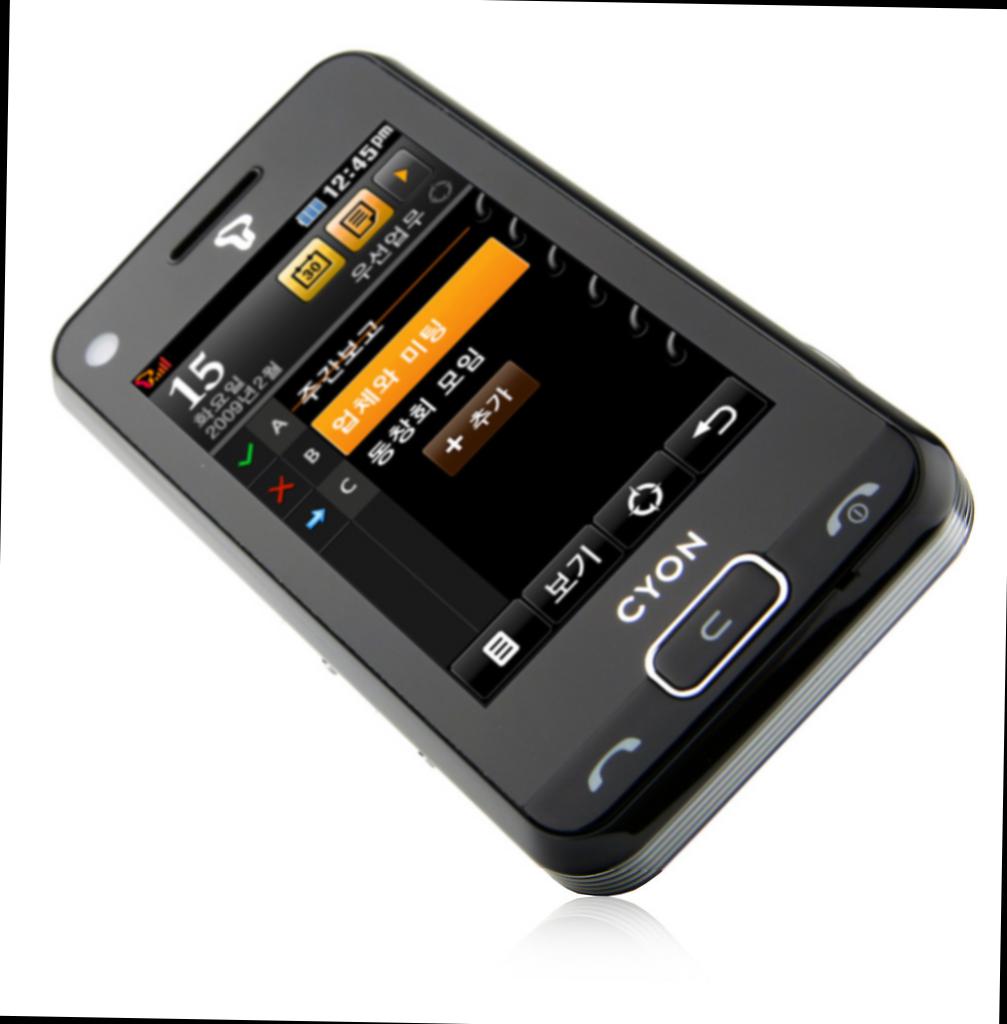 12:45pm
30
우선업무
15
화요일
2009년 2월
A 주간보고
B 업체와 미팅
C 동창회 모임
+ 추가
보기
CYON